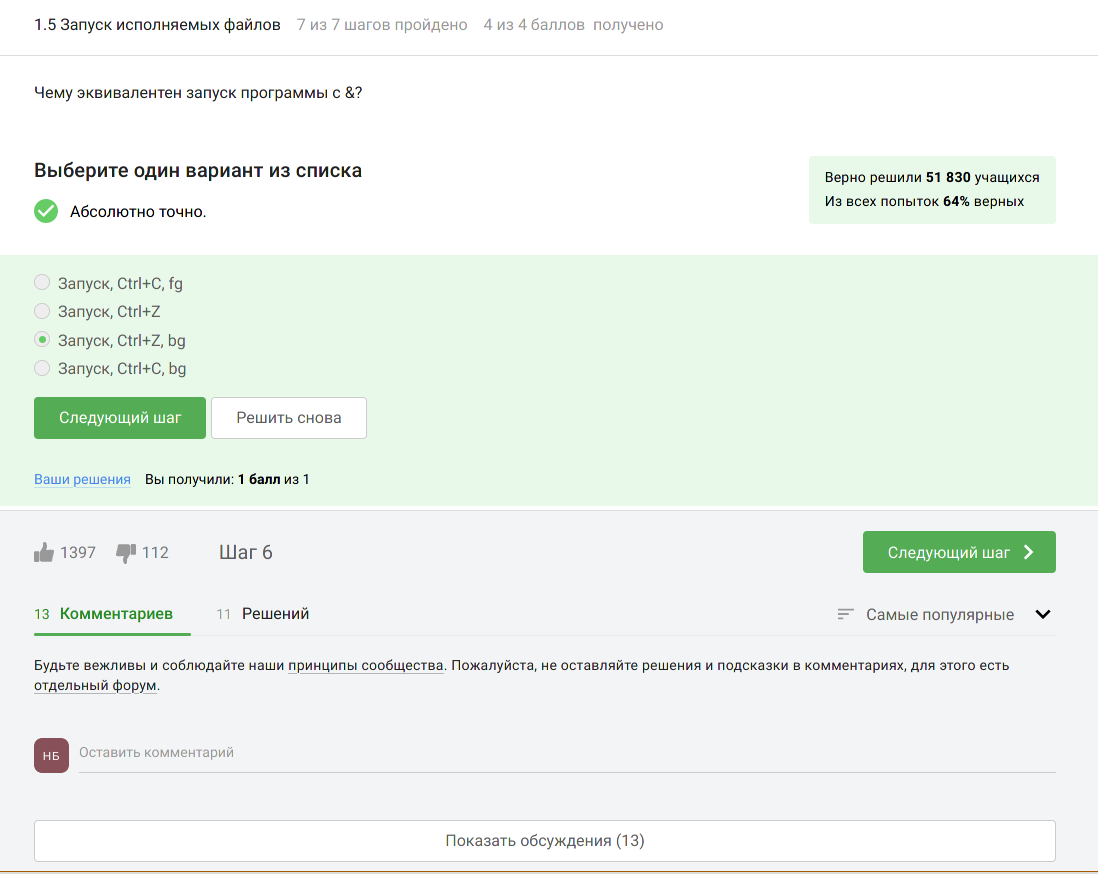 1.5 Запуск исполняемых файлов 7 из 7 шагов пройдено 4 из 4 баллов получено
Чему эквивалентен запуск программы с &?
Выберите один вариант из списка
Абсолютно точно.
Верно решили 51 830 учащихся
Из всех попыток 64% верных
Запуск, Ctrl+C, fg
Запуск, Ctrl+Z
Запуск, Ctrl+Z, bg
Запуск, Ctrl+C, bg
Следующий шаг Решить снова
Ваши решения Вы получили: 1 балл из 1
1397 112 Шаг 6 Следующий шаг
13 Комментариев 11 Решений Самые популярные
Будьте вежливы и соблюдайте наши принципы сообщества. Пожалуйста, не оставляйте решения и подсказки в комментариях, для этого есть
отдельный форум.
НБ Оставить комментарий
Показать обсуждения (13)